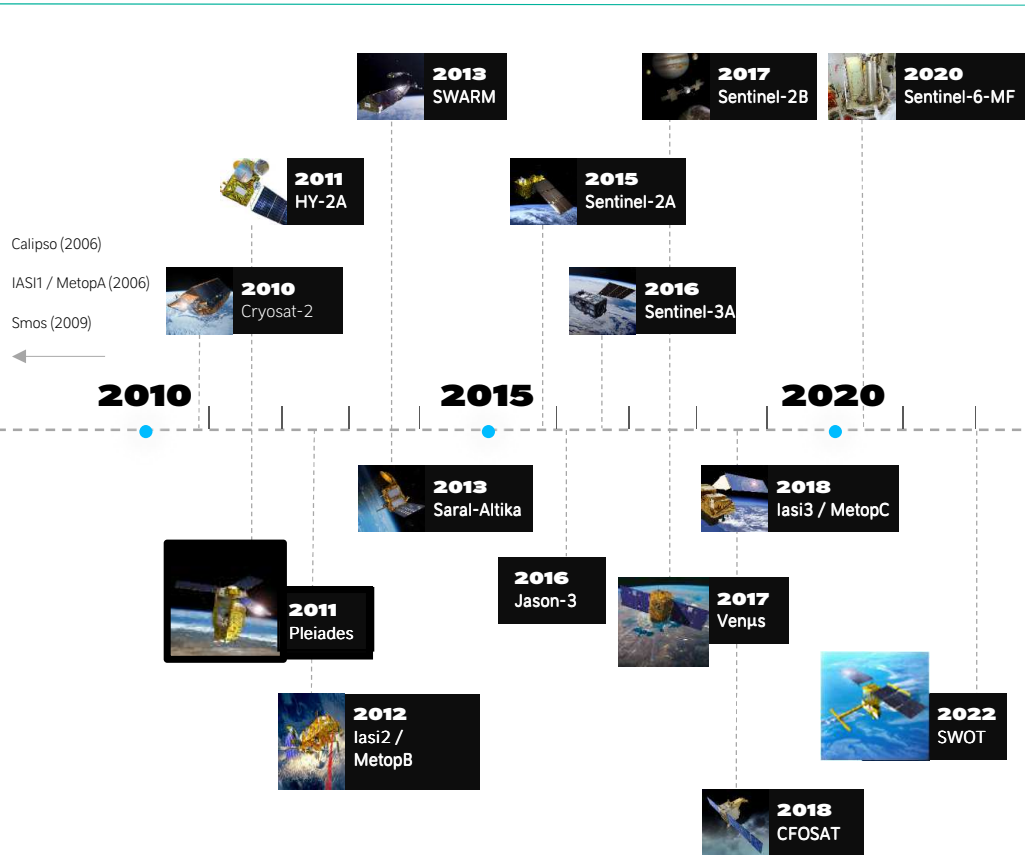 2013
SWARM
2017
Sentinel-2B
2020
Sentinel-6-MF
2011
HY-2A
2015
Sentinel-2A
Calipso (2006)
IASI1 / MetopA (2006)
Smos (2009)
2010
Cryosat-2
2016
Sentinel-3A
2010
2015
2020
2013
Saral-Altika
2018
Iasi3 / MetopC
2016
Jason-3
2011
Pleiades
2017
Venµs
2012
Iasi2 /
MetopB
2022
SWOT
2018
CFOSAT